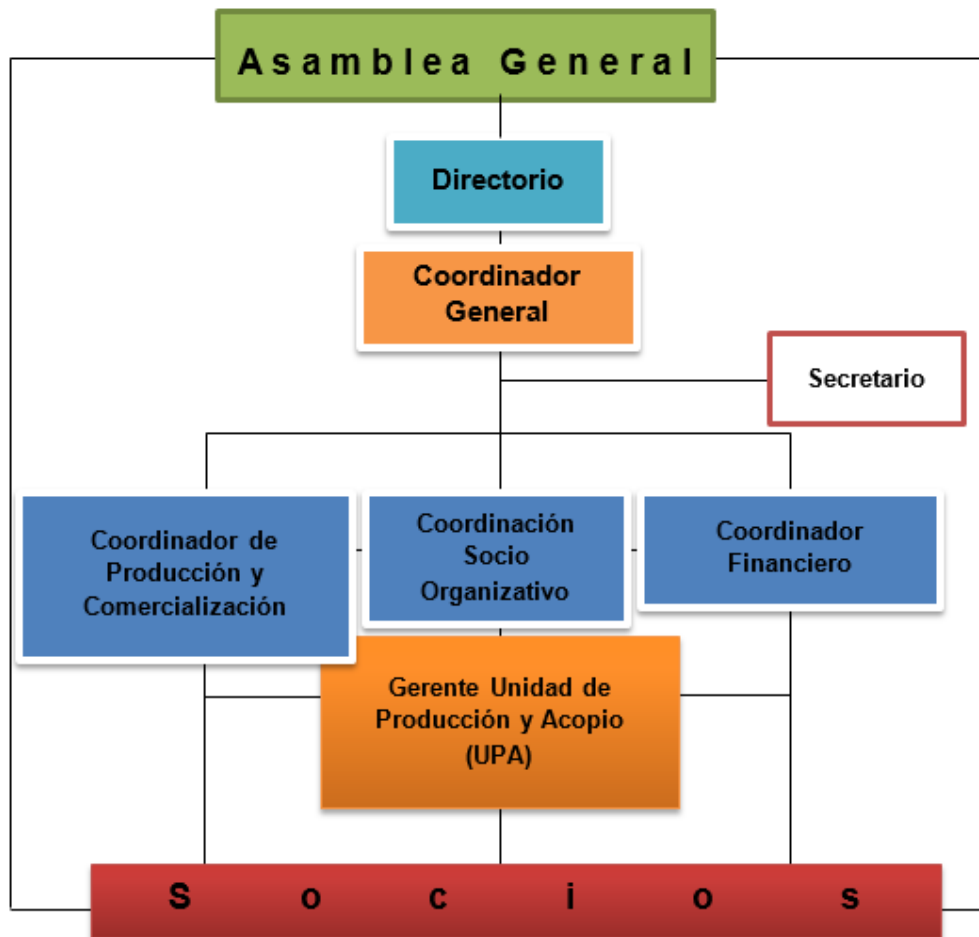 Asamblea General
Directorio
Coordinador
General
Secretario
Coordinador de
Producción y
Comercialización
Coordinación
Socio
Organizativo
Coordinador
Financiero
Gerente Unidad de
Producción y Acopio
(UPA)
Socios